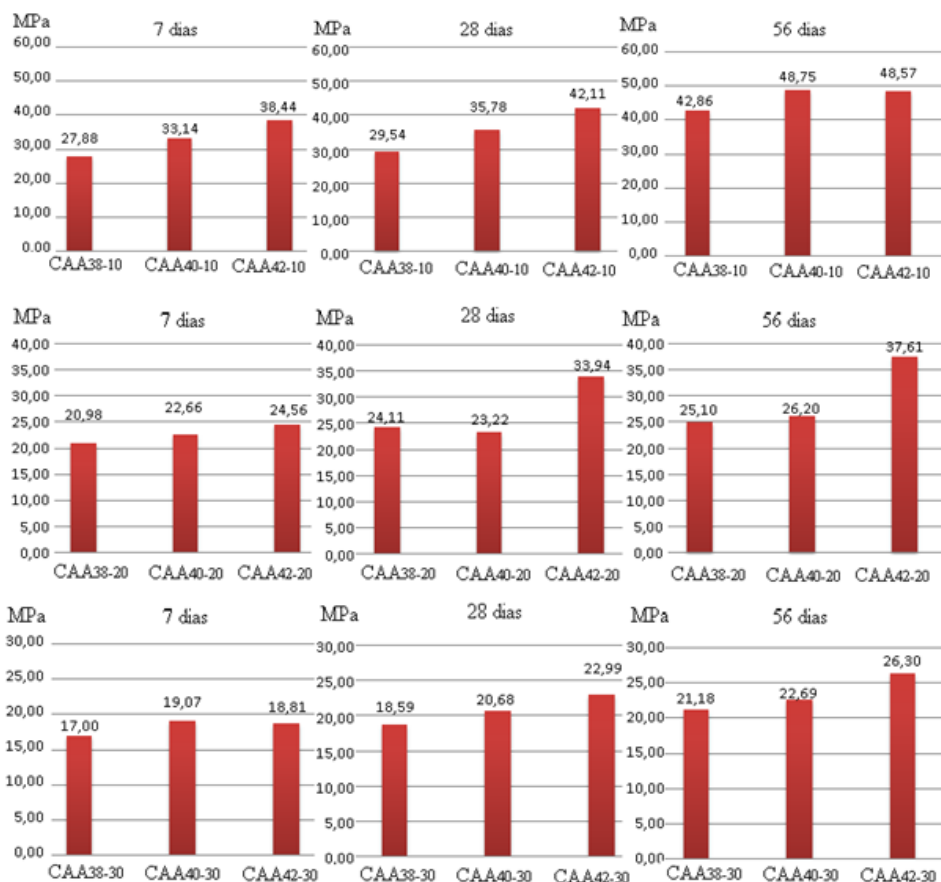 MPa 7 dias
60,00
50,00
40,00
30,00
20,00
10,00
0,00
27,88 33,14 38,44
CAA38-10 CAA40-10 CAA42-10
MPa 28 dias
60,00
50,00
40,00
30,00
20,00
10,00
0,00
29,54 35,78 42,11
CAA38-10 CAA40-10 CAA42-10
MPa 56 dias
60,00
50,00
40,00
30,00
20,00
10,00
0,00
42,86 48,75 48,57
CAA38-10 CAA40-10 CAA42-10
MPa 7 dias
40,00
35,00
30,00
25,00
20,00
15,00
10,00
5,00
0,00
20,98 22,66 24,56
CAA38-20 CAA40-20 CAA42-20
MPa 28 dias
40,00
35,00
30,00
25,00
20,00
15,00
10,00
5,00
0,00
24,11 23,22 33,94
CAA38-20 CAA40-20 CAA42-20
MPa 56 dias
40,00
35,00
30,00
25,00
20,00
15,00
10,00
5,00
0,00
25,10 26,20 37,61
CAA38-20 CAA40-20 CAA42-20
MPa 7 dias
30,00
25,00
20,00
15,00
10,00
5,00
0,00
17,00 19,07 18,81
CAA38-30 CAA40-30 CAA42-30
MPa 28 dias
30,00
25,00
20,00
15,00
10,00
5,00
0,00
18,59 20,68 22,99
CAA38-30 CAA40-30 CAA42-30
MPa 56 dias
30,00
25,00
20,00
15,00
10,00
5,00
0,00
21,18 22,69 26,30
CAA38-30 CAA40-30 CAA42-30